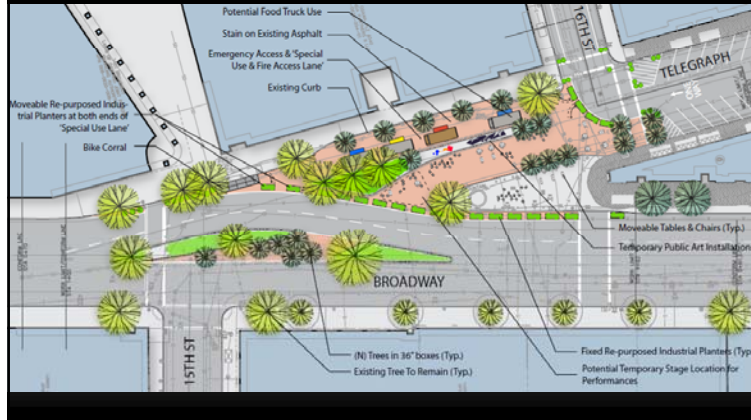 Potential Food Truck Use
Stain on Existing Asphalt
Emergency Access & 'Special
Use & Fire Access Lane'
Existing Curb
Moveable Re-purposed Indus-
trial Planters at both ends of
'Special Use Lane'
Bike Corral
16TH ST
TELEGRAPH
Moveable Tables & Chairs (Typ.)
Temporary Public Art Installation
BROADWAY
15TH ST
(N) Trees in 36" boxes (Typ.)
Existing Tree To Remain (Typ.)
Fixed Re-purposed Industrial Planters (Typ
Potential Temporary Stage Location for
Performances